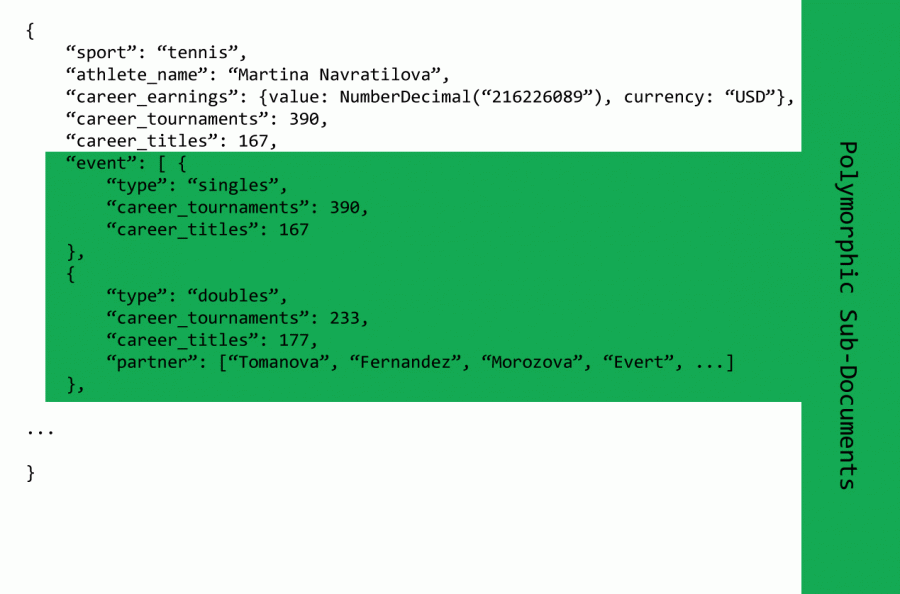 {
    “sport”: “tennis”,
    “athlete_name”: “Martina Navratilova”,
    “career_earnings”: {value: NumberDecimal(“216226089”), currency: “USD”},
    “career_tournaments”: 390,
    “career_titles”: 167,
    “event”: [ {
        “type”: “singles”,
        “career_tournaments”: 390,
        “career_titles”: 167
    },
    {
        “type”: “doubles”,
        “career_tournaments”: 233,
        “career_titles”: 177,
        “partner”: [“Tomanova”, “Fernandez”, “Morozova”, “Evert”, ...]
    },
...
}
Polymorphic Sub-Documents